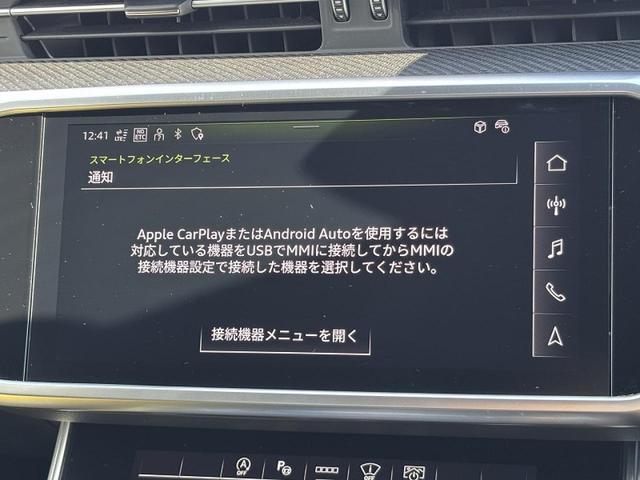 12:41 LTE NO ETC
スマートフォンインターフェース
通知
Apple CarPlayまたはAndroid Autoを使用するには
対応している機器をUSBでMMIに接続してからMMIの
接続機器設定で接続した機器を選択してください。
接続機器メニューを開く
A OFF P OFF